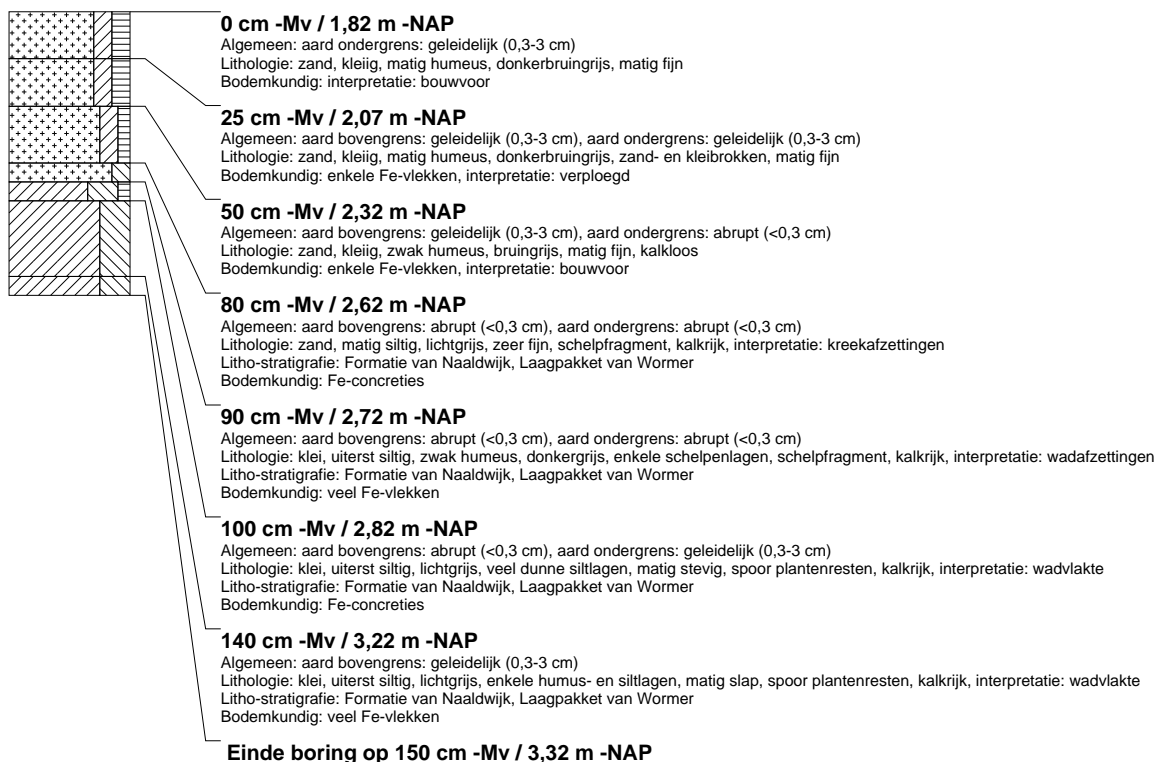 0 cm -Mv / 1,82 m -NAP
Algemeen: aard ondergrens: geleidelijk (0,3-3 cm)
Lithologie: zand, kleiig, matig humeus, donkerbruingrijs, matig fijn
Bodemkundig: interpretatie: bouwvoor
25 cm -Mv / 2,07 m -NAP
Algemeen: aard bovengrens: geleidelijk (0,3-3 cm), aard ondergrens: geleidelijk (0,3-3 cm)
Lithologie: zand, kleiig, matig humeus, donkerbruingrijs, zand- en kleibrokken, matig fijn
Bodemkundig: enkele Fe-vlekken, interpretatie: verploegd
50 cm -Mv / 2,32 m -NAP
Algemeen: aard bovengrens: geleidelijk (0,3-3 cm), aard ondergrens: abrupt (<0,3 cm)
Lithologie: zand, kleiig, zwak humeus, bruingrijs, matig fijn, kalkloos
Bodemkundig: enkele Fe-vlekken, interpretatie: bouwvoor
80 cm -Mv / 2,62 m -NAP
Algemeen: aard bovengrens: abrupt (<0,3 cm), aard ondergrens: abrupt (<0,3 cm)
Lithologie: zand, matig siltig, lichtgrijs, zeer fijn, schelpfragment, kalkrijk, interpretatie: kreekafzettingen
Litho-stratigrafie: Formatie van Naaldwijk, Laagpakket van Wormer
Bodemkundig: Fe-concreties
90 cm -Mv / 2,72 m -NAP
Algemeen: aard bovengrens: abrupt (<0,3 cm), aard ondergrens: abrupt (<0,3 cm)
Lithologie: klei, uiterst siltig, zwak humeus, donkergrijs, enkele schelpenlagen, schelpfragment, kalkrijk, interpretatie: wadafzettingen
Litho-stratigrafie: Formatie van Naaldwijk, Laagpakket van Wormer
Bodemkundig: veel Fe-vlekken
100 cm -Mv / 2,82 m -NAP
Algemeen: aard bovengrens: abrupt (<0,3 cm), aard ondergrens: geleidelijk (0,3-3 cm)
Lithologie: klei, uiterst siltig, lichtgrijs, veel dunne siltlagen, matig stevig, spoor plantenresten, kalkrijk, interpretatie: wadvlakte
Litho-stratigrafie: Formatie van Naaldwijk, Laagpakket van Wormer
Bodemkundig: Fe-concreties
140 cm -Mv / 3,22 m -NAP
Algemeen: aard bovengrens: geleidelijk (0,3-3 cm)
Lithologie: klei, uiterst siltig, lichtgrijs, enkele humus- en siltlagen, matig slap, spoor plantenresten, kalkrijk, interpretatie: wadvlakte
Litho-stratigrafie: Formatie van Naaldwijk, Laagpakket van Wormer
Bodemkundig: veel Fe-vlekken
Einde boring op 150 cm -Mv / 3,32 m -NAP